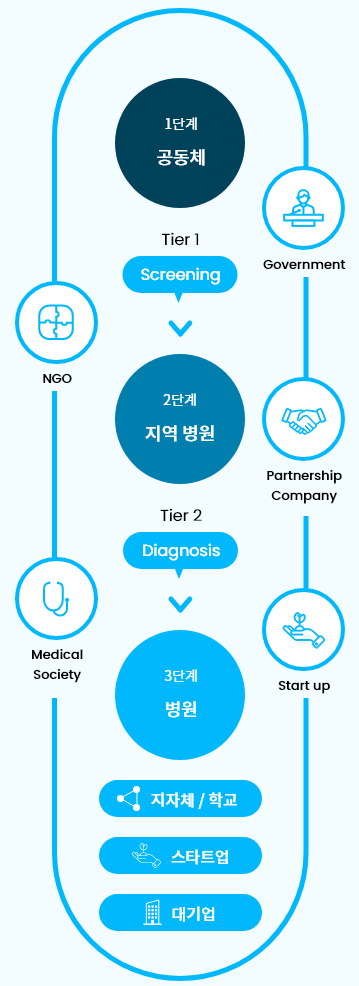 1단계
공동체
Tier 1
Screening
Government
NGO
2단계
지역 병원
Partnership
Company
Tier 2
Diagnosis
Medical
Society
3단계
병원
Start up
지자체 / 학교
스타트업
대기업